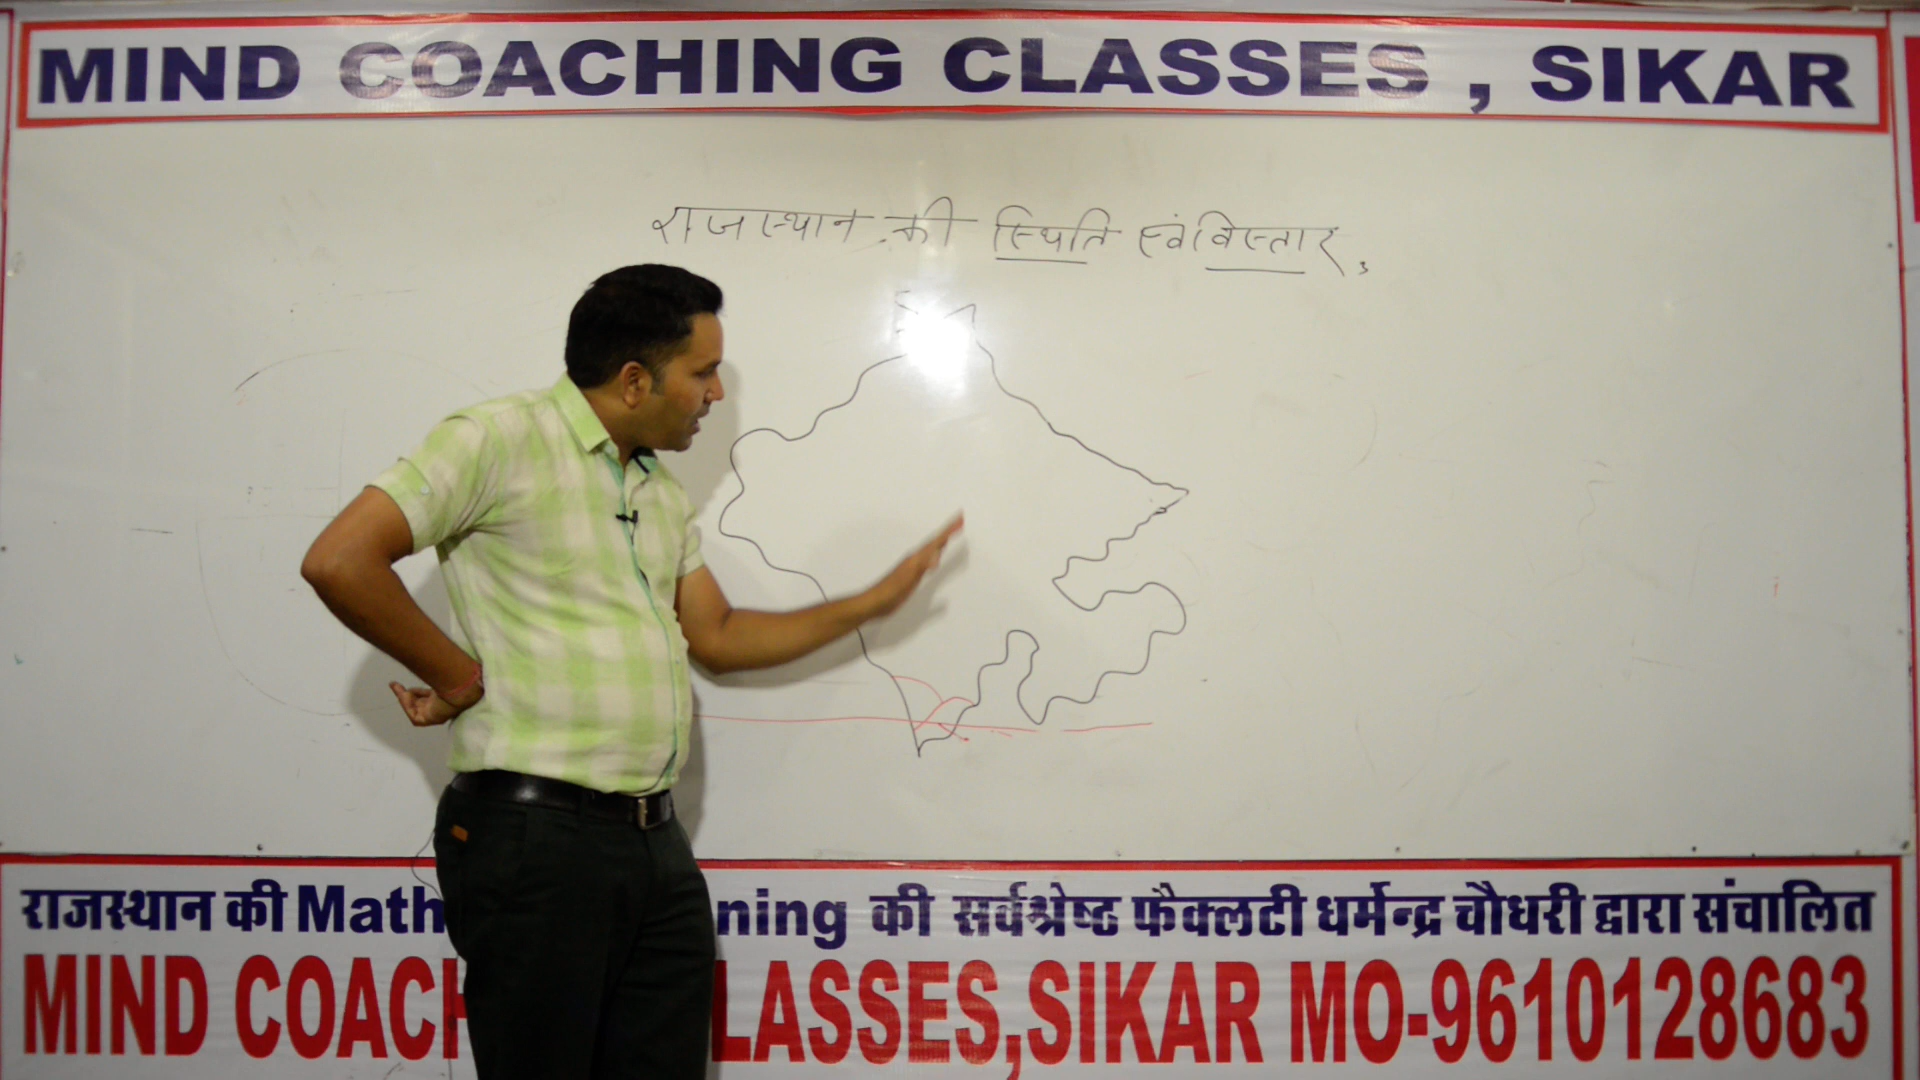 MIND COACHING CLASSES , SIKAR
राजस्थान की स्थिति एवं विस्तार,
राजस्थान की Math ning की सर्वश्रेष्ठ फैक्लटी धर्मेन्द्र चौधरी द्वारा संचालित
MIND COACH LASSES,SIKAR MO-9610128683